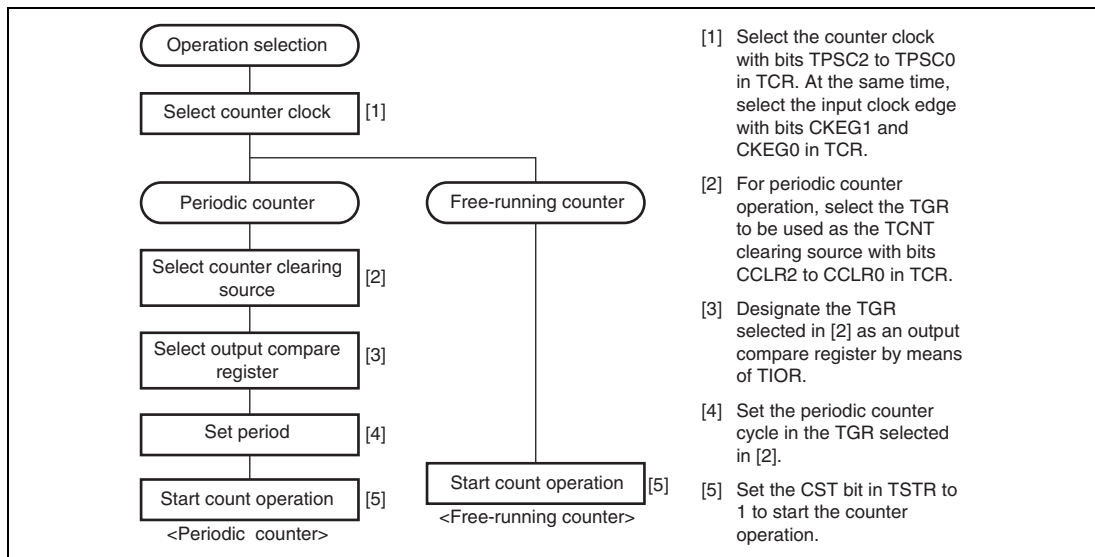 Operation selection
Select counter clock
[1]
Periodic counter
Free-running counter
Select counter clearing
source
[2]
Select output compare
register
[3]
Set period
[4]
Start count operation
[5]
<Periodic counter>
Start count operation
[5]
<Free-running counter>
[1] Select the counter clock
with bits TPSC2 to TPSC0
in TCR. At the same time,
select the input clock edge
with bits CKEG1 and
CKEG0 in TCR.
[2] For periodic counter
operation, select the TGR
to be used as the TCNT
clearing source with bits
CCLR2 to CCLR0 in TCR.
[3] Designate the TGR
selected in [2] as an output
compare register by means
of TIOR.
[4] Set the periodic counter
cycle in the TGR selected
in [2].
[5] Set the CST bit in TSTR to
1 to start the counter
operation.